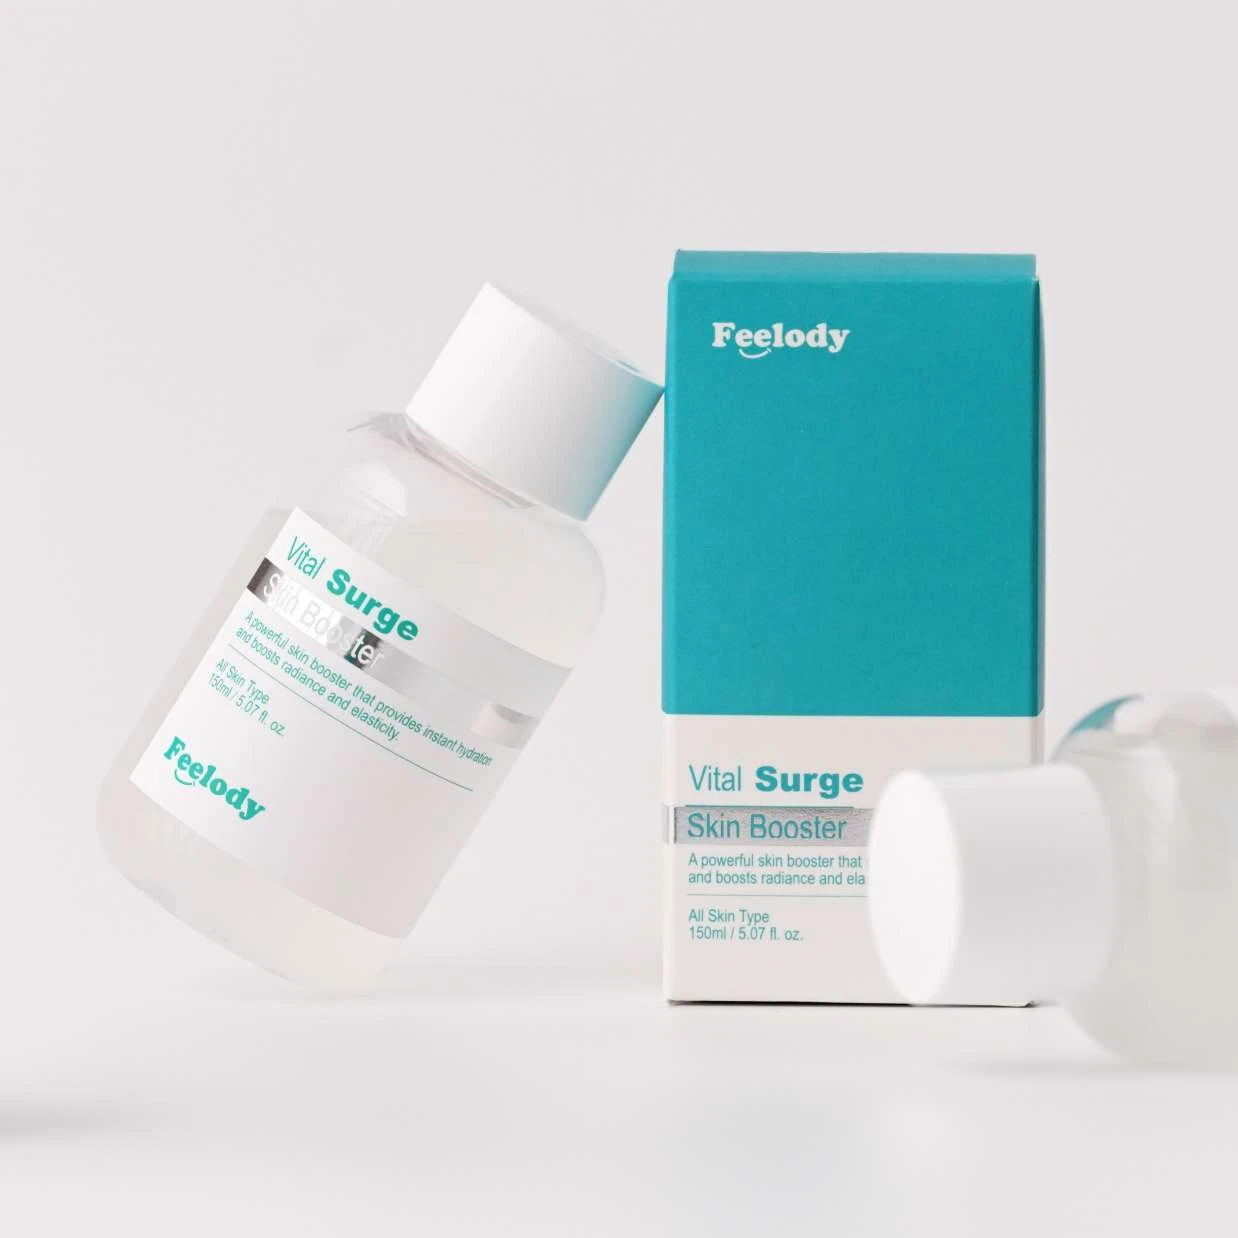 Vital Surge
Skin Booster
A powerful skin booster that provides instant hydration
and boosts radiance and elasticity.
All Skin Type
150ml / 5.07 fl. oz.
Feelody
Feelody
Vital Surge
Skin Booster
A powerful skin booster that
and boosts radiance and ela
All Skin Type
150ml / 5.07 fl. oz.